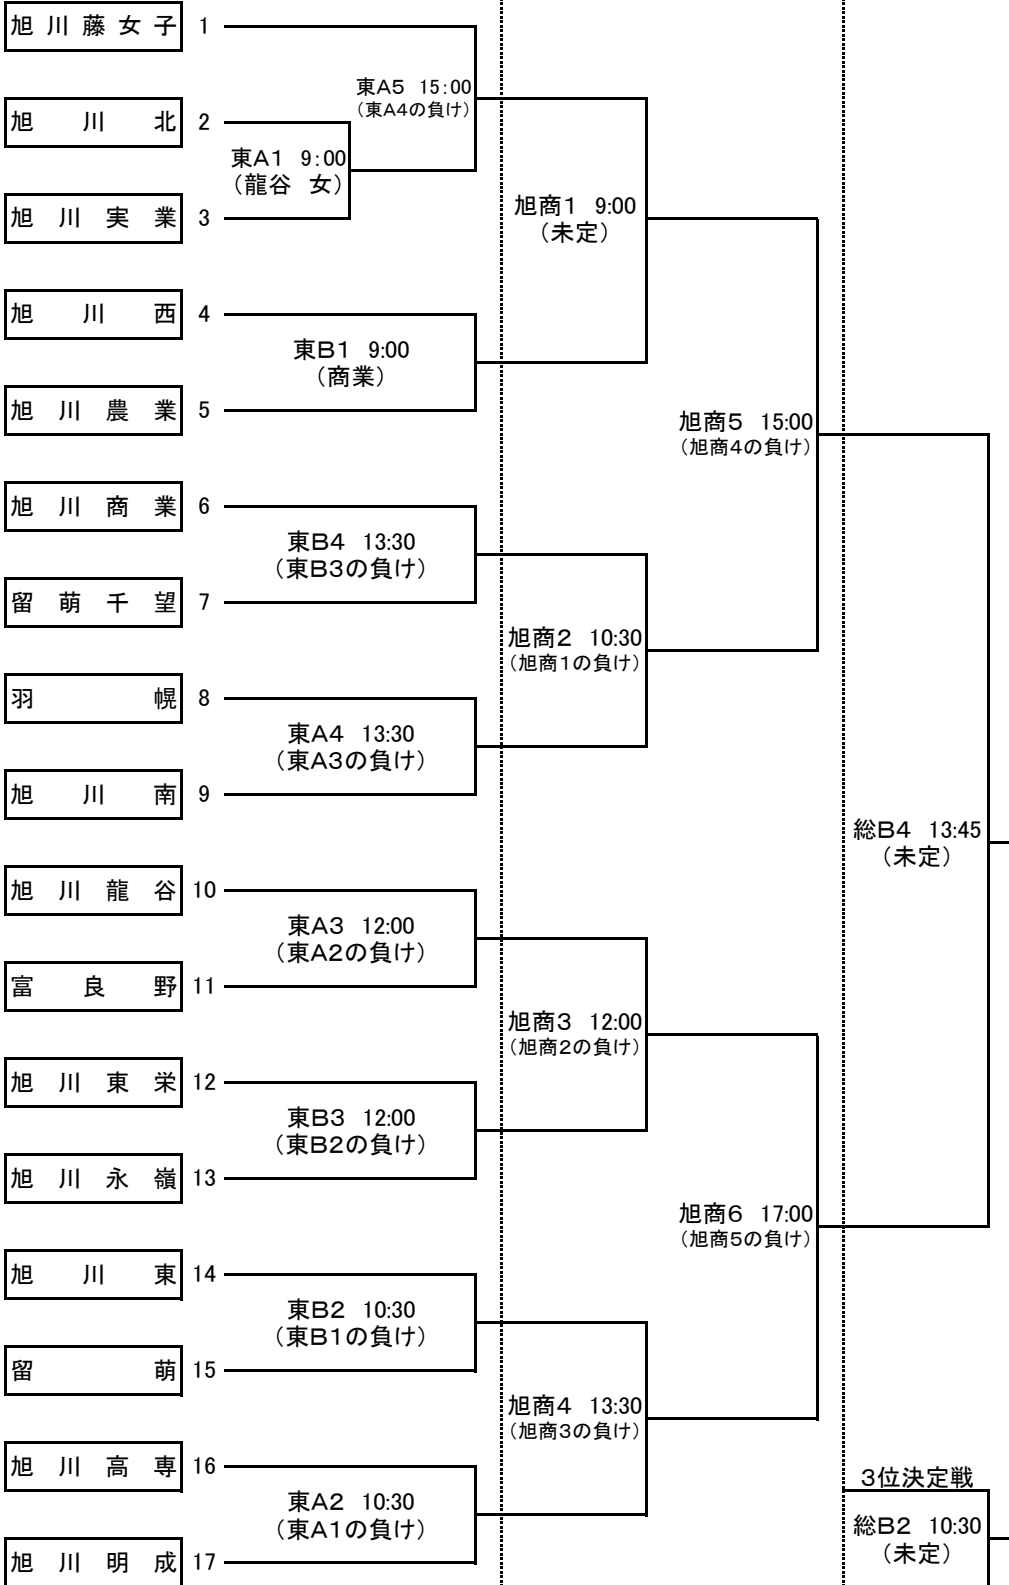 旭川藤女子 1
東A5 15:00
（東A4の負け）
旭川北 2
東A1 9:00
（龍谷 女）
旭川実業 3
旭商1 9:00
（未定）
旭川西 4
東B1 9:00
（商業）
旭川農業 5
旭商5 15:00
（旭商4の負け）
旭川商業 6
東B4 13:30
（東B3の負け）
留萌千望 7
旭商2 10:30
（旭商1の負け）
羽幌 8
東A4 13:30
（東A3の負け）
旭川南 9
総B4 13:45
（未定）
旭川龍谷 10
東A3 12:00
（東A2の負け）
富良野 11
旭商3 12:00
（旭商2の負け）
旭川東栄 12
東B3 12:00
（東B2の負け）
旭川永嶺 13
旭商6 17:00
（旭商5の負け）
旭川東 14
東B2 10:30
（東B1の負け）
留萌 15
旭商4 13:30
（旭商3の負け）
旭川高専 16
3位決定戦
東A2 10:30
（東A1の負け）
総B2 10:30
（未定）
旭川明成 17